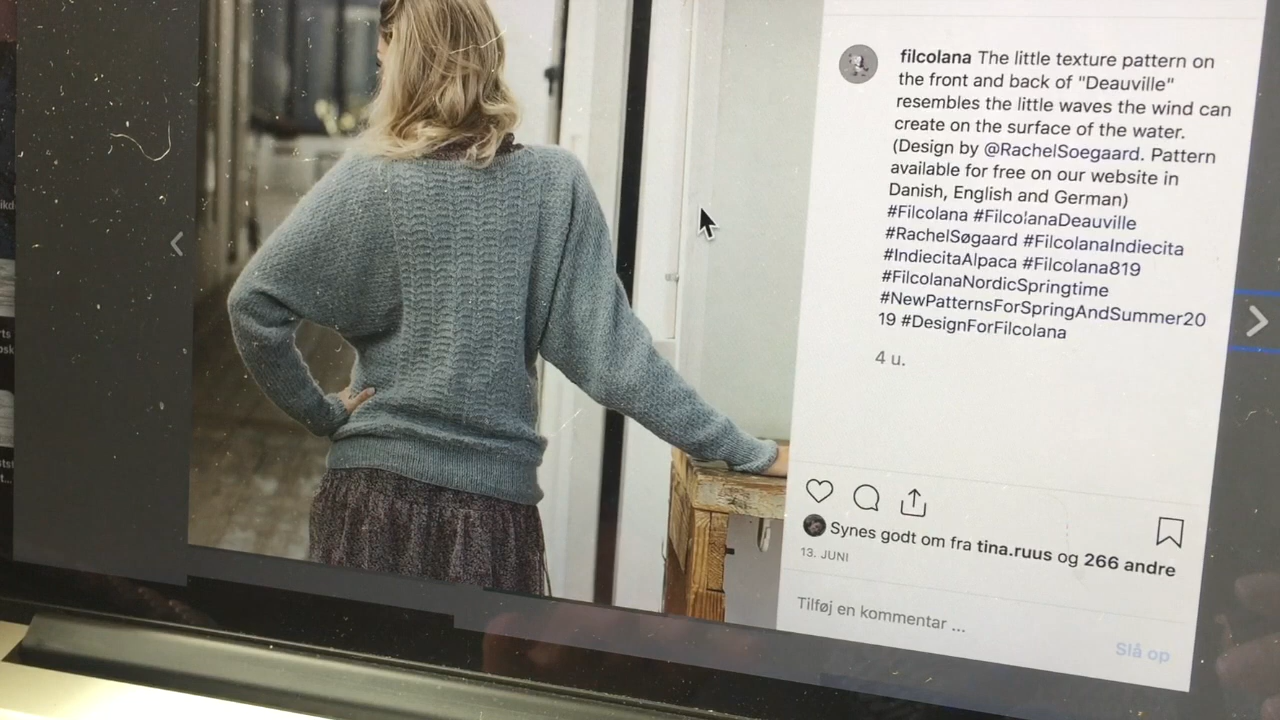 filcolana The little texture pattern on
the front and back of "Deauville"
resembles the little waves the wind can
create on the surface of the water.
(Design by @RachelSoegaard. Pattern
available for free on our website in
Danish, English and German)
#Filcolana #FilcolanaDeauville
#RachelSøgaard #FilcolanaIndiecita
#IndiecitaAlpaca #Filcolana819
#FilcolanaNordicSpringtime
#NewPatternsForSpringAndSummer20
19 #DesignForFilcolana
4 u.
Synes godt om fra tina.ruus og 266 andre
13. JUNI
Tilføj en kommentar ...
Slå op